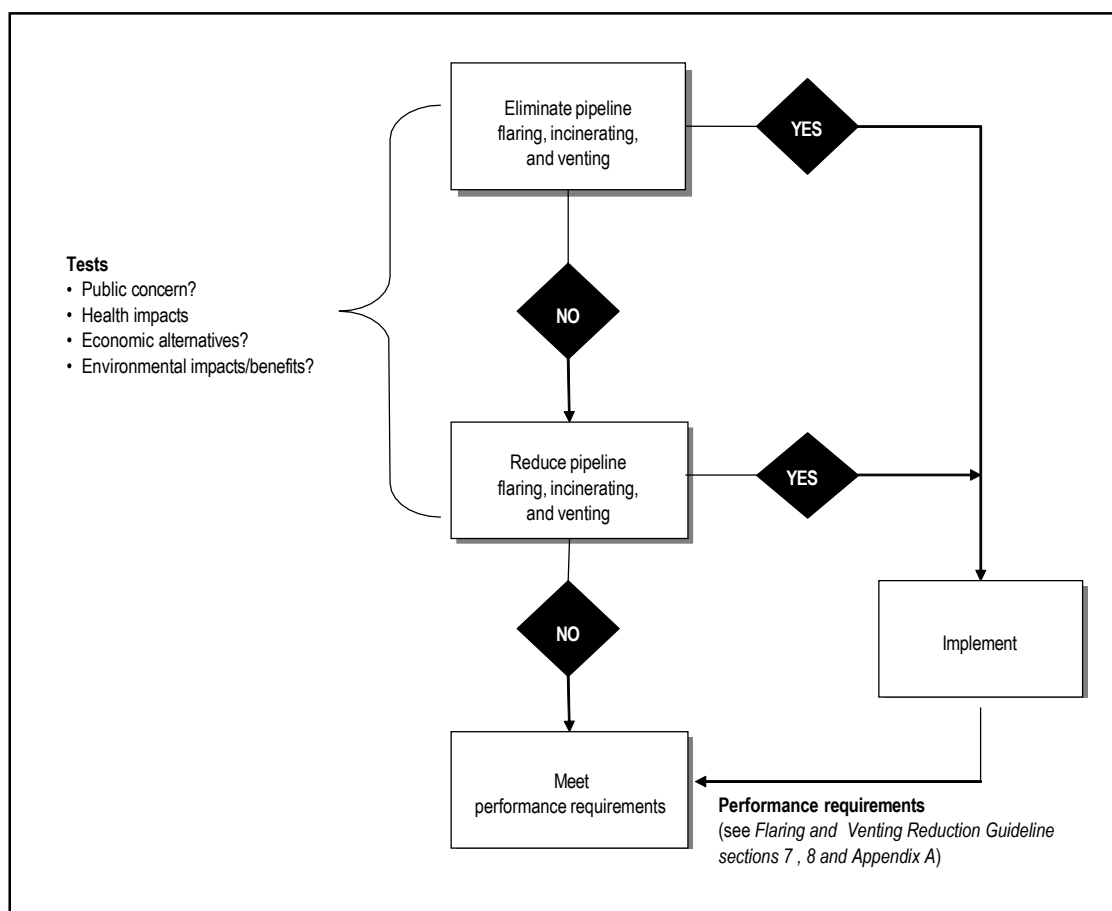 Eliminate pipeline
flaring, incinerating,
and venting
YES
Tests
• Public concern?
• Health impacts
• Economic alternatives?
• Environmental impacts/benefits?
NO
Reduce pipeline
flaring, incinerating,
and venting
YES
NO
Implement
Meet
performance requirements
Performance requirements
(see Flaring and Venting Reduction Guideline
sections 7 , 8 and Appendix A)